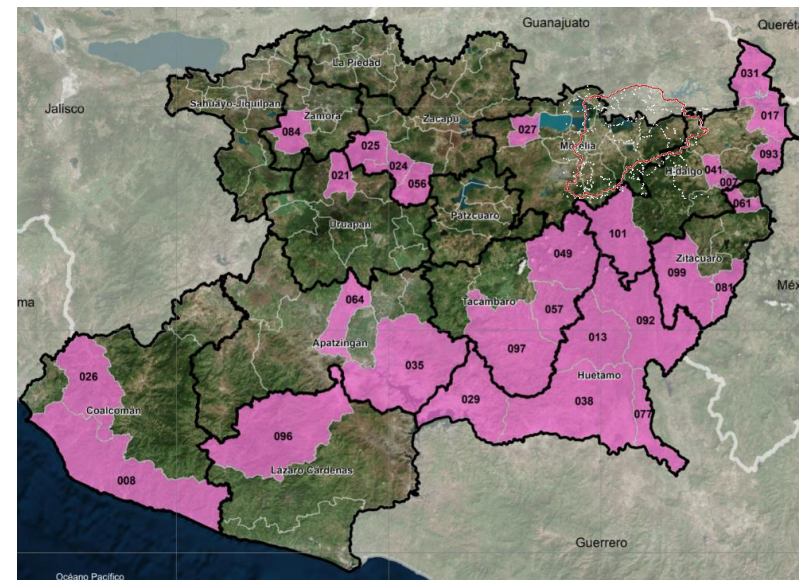 Guanajuato
Queréta
La Piedad
031
Sahuayo-Jiquilpan
Jalisco
Zamora
Zacapu
017
084
027
025
Morelia
093
024
041
Hidalgo
021
056
007
061
Pátzcuaro
Uruapan
101
049
Zitácuaro
099
081
Méx
064
ma
Tacámbaro
057
092
013
Apatzingán
097
035
026
Huetamo
029
038
077
Coalcomán
096
Lázaro Cárdenas
008
Guerrero
Océano Pacífico